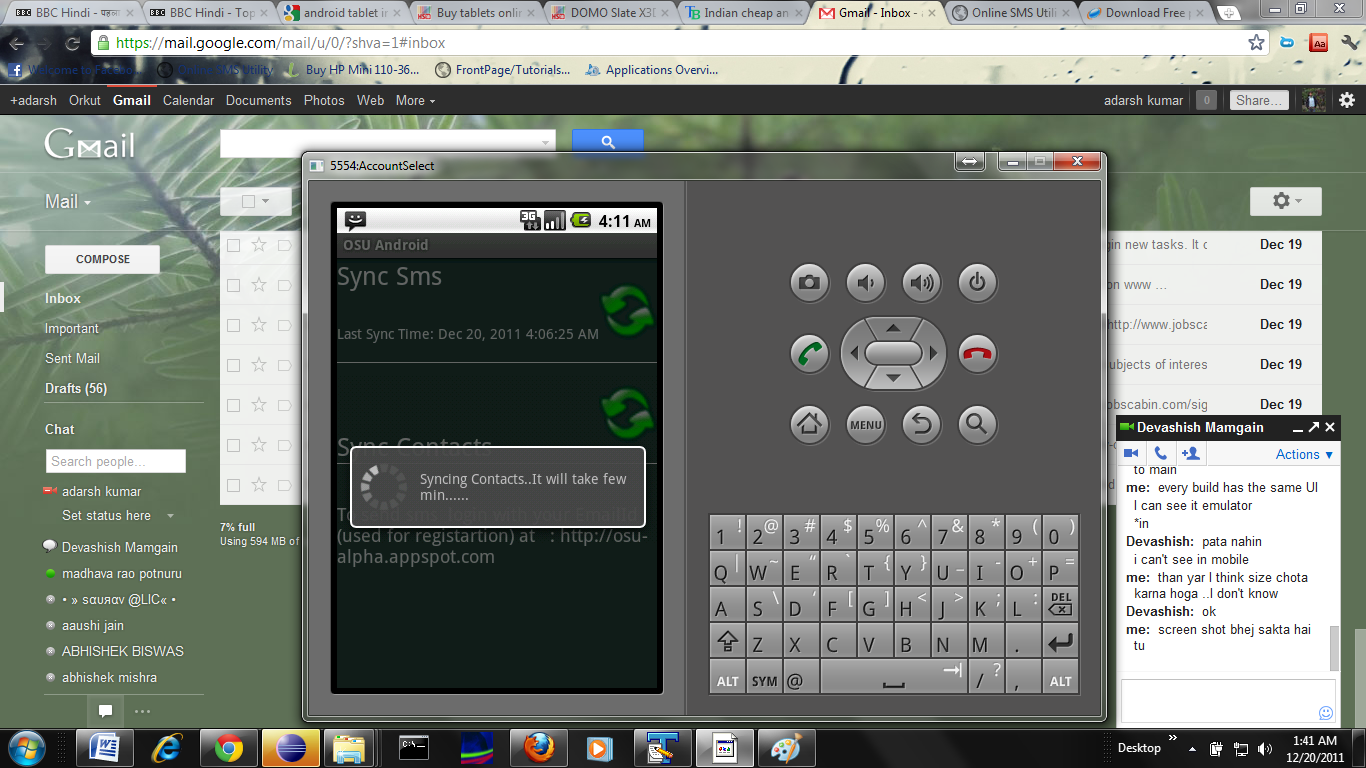 BBC Hindi - पहला
BBC Hindi - Top
android tablet in
Buy tablets onlin
DOMO Slate X3D
Indian cheap and
Gmail - Inbox - a
Online SMS Utili
Download Free p
https://mail.google.com/mail/u/0/?shva=1#inbox
Welcome to Facebo...
Online SMS Utility
Buy HP Mini 110-36...
FrontPage/Tutorials...
Applications Overvi...
+adarsh Orkut Gmail Calendar Documents Photos Web More
adarsh kumar 0 Share...
Gmail
5554:AccountSelect
Mail
COMPOSE
Inbox
Important
Sent Mail
Drafts (56)
Chat
Search people...
adarsh kumar
Set status here
Devashish Mamgain
madhava rao potnuru
• » sαυяαν @LIC« •
aaushi jain
ABHISHEK BISWAS
abhishek mishra
7% full
Using 594 MB of
3G 4:11 AM
OSU Android
Sync Sms
Last Sync Time: Dec 20, 2011 4:06:25 AM
Sync Contacts
Syncing Contacts..It will take few
min......
(used for registartion) at : http://osu-
alpha.appspot.com
MENU
1 ! 2 @ 3 # 4 $ 5 % 6 ^ 7 & 8 * 9 ( 0 )
Q | W ~ E “ R ` T { Y } U _ I - O + P =
A S \ D ‘ F [ G ] H < J > K ; L : DEL
Z X C V B N M .
ALT SYM @ / ? , ALT
gin new tasks. It c Dec 19
on www … Dec 19
http://www.jobsca Dec 19
ubjects of interes Dec 19
obscabin.com/sig Dec 19
Devashish Mamgain
Actions ▼
to main
me: every build has the same UI
I can see it emulator
*in
Devashish: pata nahin
i can't see in mobile
me: than yar I think size chota
karna hoga ..I don't know
Devashish: ok
me: screen shot bhej sakta hai
tu
Desktop »
1:41 AM
12/20/2011